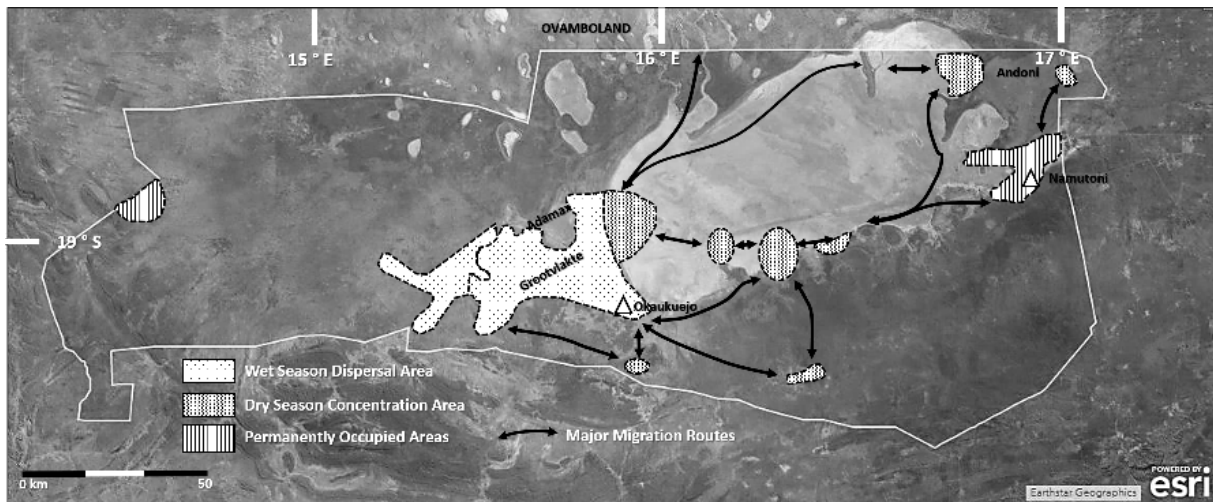 OVAMBOLAND
15 ° E
16 ° E
17 ° E
Andoni
Namutoni
19 ° S
Adamax
Grootvlakte
Okaukuejo
Wet Season Dispersal Area
Dry Season Concentration Area
Permanently Occupied Areas
Major Migration Routes
0 km
50
Earthstar Geographics
POWERED BY
esri